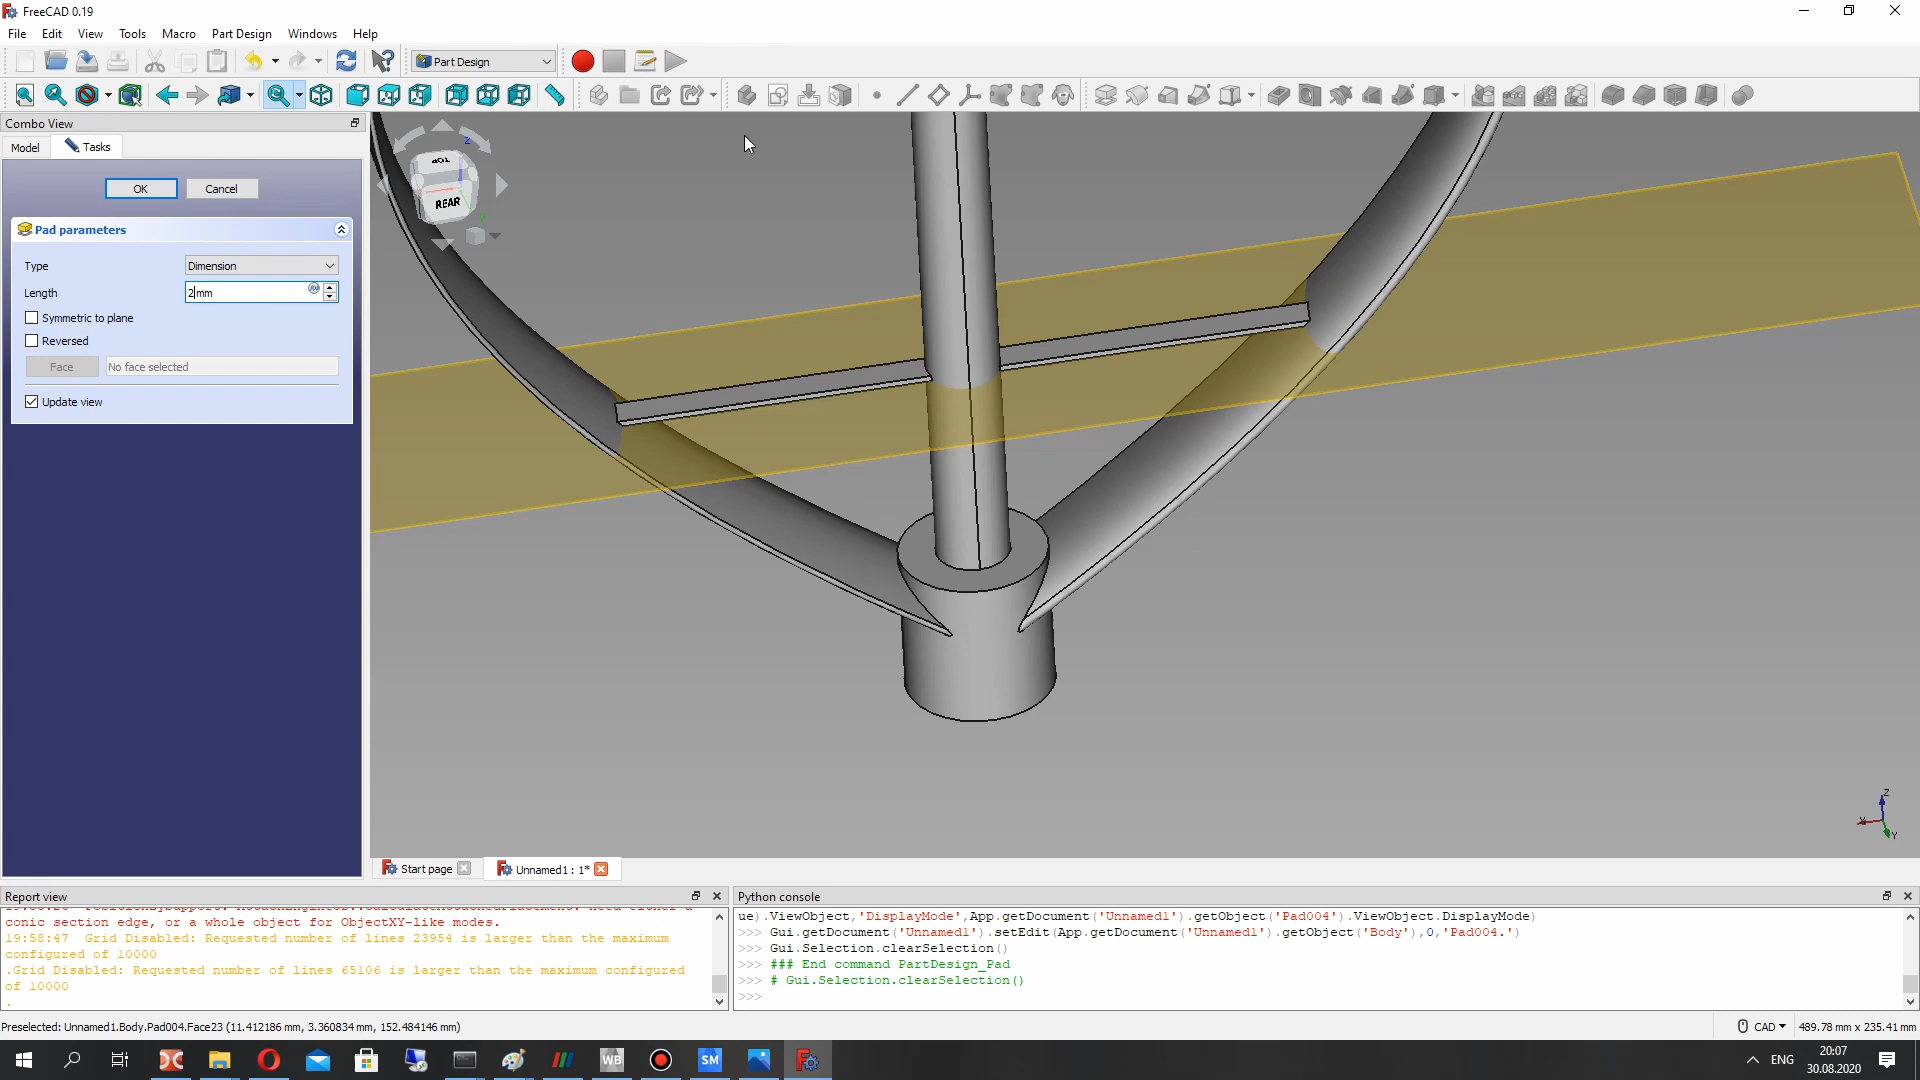 FreeCAD 0.19
File Edit View Tools Macro Part Design Windows Help
Part Design
Combo View
Model Tasks
OK Cancel
Pad parameters
Type Dimension
Length 2 mm
Symmetric to plane
Reversed
Face No face selected
Update view
TOP
REAR
Z
Z
X
Y
Start page
Unnamed1 : 1*
Report view
conic section edge, or a whole object for ObjectXY-like modes.
19:58:47 Grid Disabled: Requested number of lines 23954 is larger than the maximum
configured of 10000
.Grid Disabled: Requested number of lines 65106 is larger than the maximum configured
of 10000
.
Python console
ue).ViewObject,'DisplayMode',App.getDocument('Unnamed1').getObject('Pad004').ViewObject.DisplayMode)
>>> Gui.getDocument('Unnamed1').setEdit(App.getDocument('Unnamed1').getObject('Body'),0,'Pad004.')
>>> Gui.Selection.clearSelection()
>>> ### End command PartDesign_Pad
>>> # Gui.Selection.clearSelection()
>>>
Preselected: Unnamed1.Body.Pad004.Face23 (11.412186 mm, 3.360834 mm, 152.484146 mm)
CAD 489.78 mm x 235.41 mm
WB
SM
ENG
20:07
30.08.2020